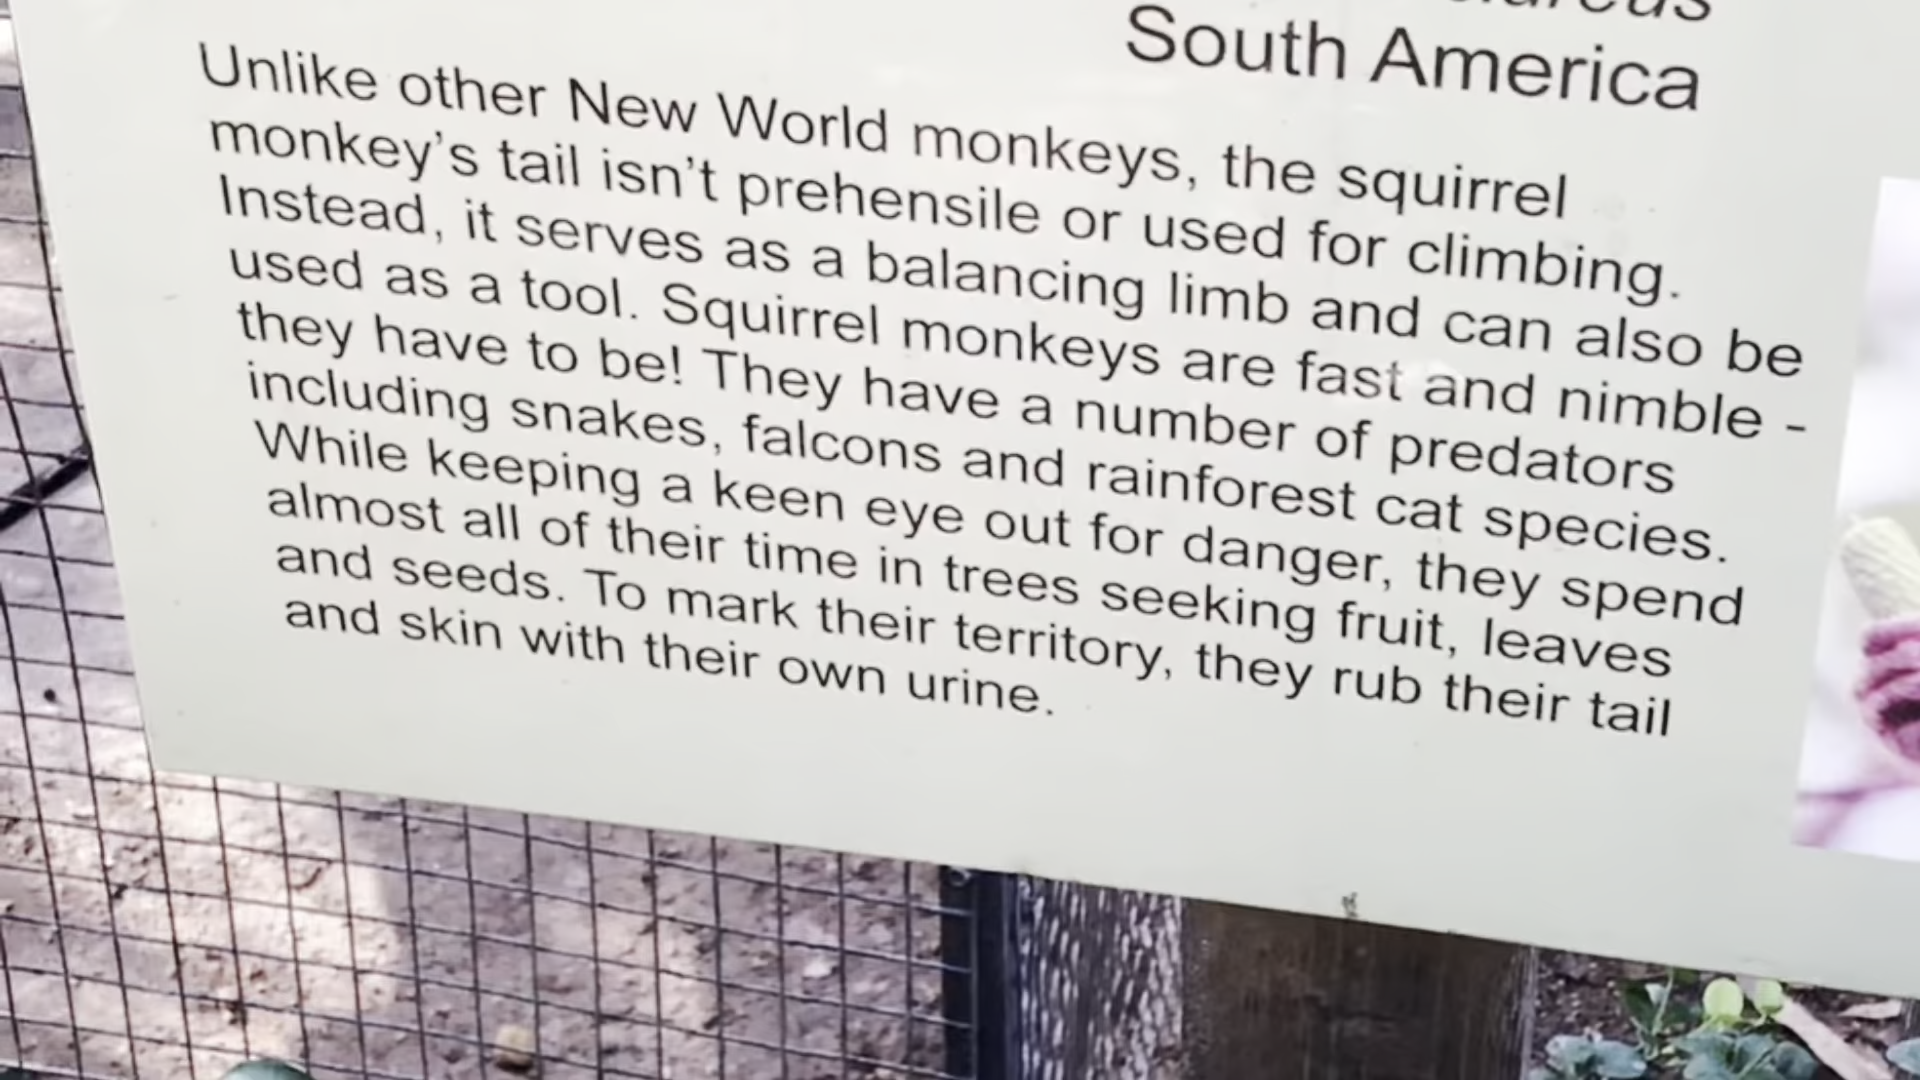 South America
Unlike other New World monkeys, the squirrel
monkey's tail isn't prehensile or used for climbing.
Instead, it serves as a balancing limb and can also be
used as a tool. Squirrel monkeys are fast and nimble -
they have to be! They have a number of predators
including snakes, falcons and rainforest cat species.
While keeping a keen eye out for danger, they spend
almost all of their time in trees seeking fruit, leaves
and seeds. To mark their territory, they rub their tail
and skin with their own urine.